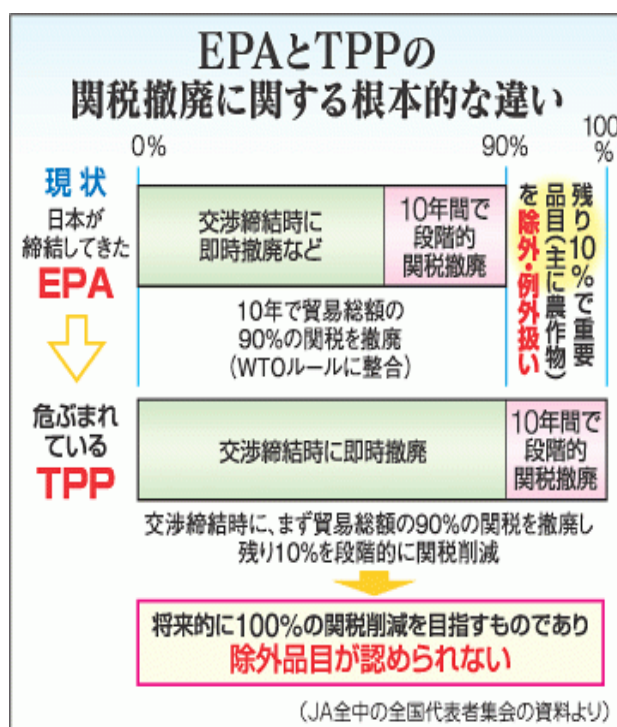 EPAとTPPの
関税撤廃に関する根本的な違い
0%
90%
100
%
現状
日本が
締結してきた
EPA
交渉締結時に
即時撤廃など
10年間で
段階的
関税撤廃
残り10%で重要
品目(主に農作物)
を除外・例外扱い
10年で貿易総額の
90%の関税を撤廃
(WTOルールに整合)
危ぶまれ
ている
TPP
交渉締結時に即時撤廃
10年間で
段階的
関税撤廃
交渉締結時に、まず貿易総額の90%の関税を撤廃し
残り10%を段階的に関税削減
将来的に100%の関税削減を目指すものであり
除外品目が認められない
(JA全中の全国代表者集会の資料より)